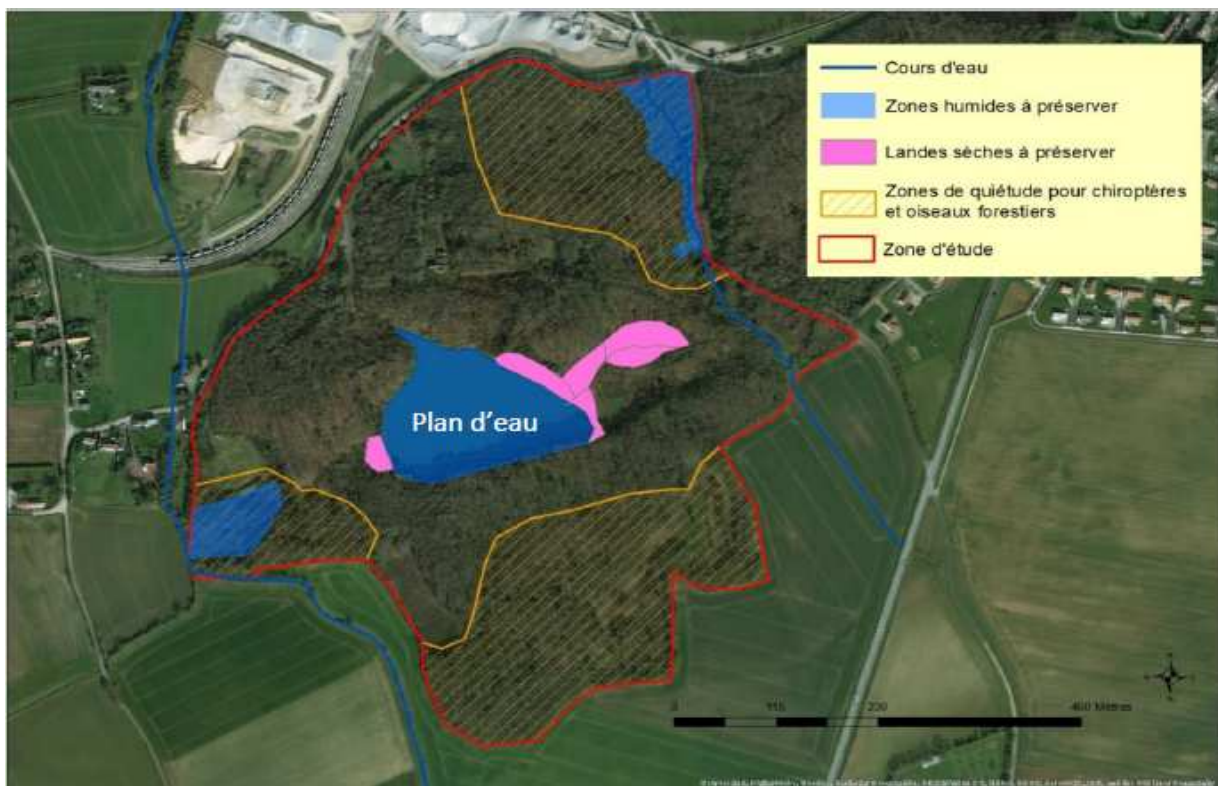 Cours d'eau
Zones humides à préserver
Landes sèches à préserver
Zones de quiétude pour chiroptères
et oiseaux forestiers
Zone d'étude
Plan d'eau
0 115 230 460 Mètres